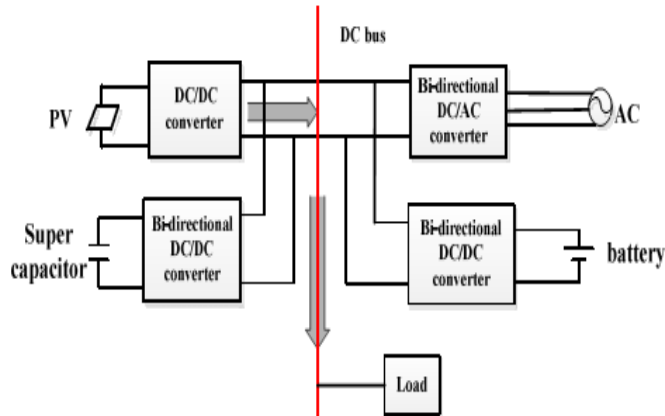 DC bus
PV
DC/DC
converter
Bi-directional
DC/AC
converter
AC
Super
capacitor
Bi-directional
DC/DC
converter
Bi-directional
DC/DC
converter
battery
Load